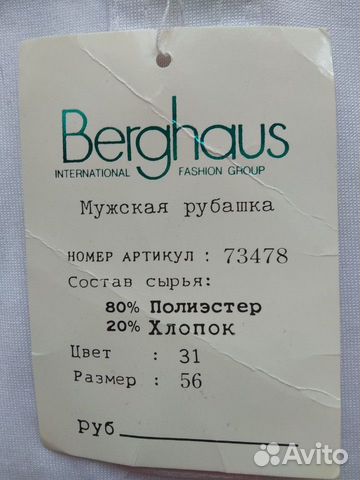 Berghaus
INTERNATIONAL FASHION GROUP
Мужская рубашка
НОМЕР АРТИКУЛ : 73478
Состав сырья:
80% Полиэстер
20% Хлопок
Цвет : 31
Размер : 56
Руб
Avito